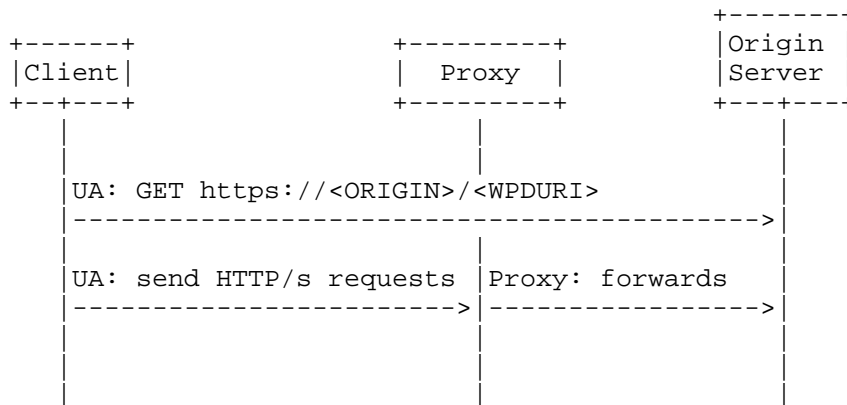 Origin
Client
Proxy
Server
UA: GET https://<ORIGIN>/<WPDURI>
UA: send HTTP/s requests
Proxy: forwards